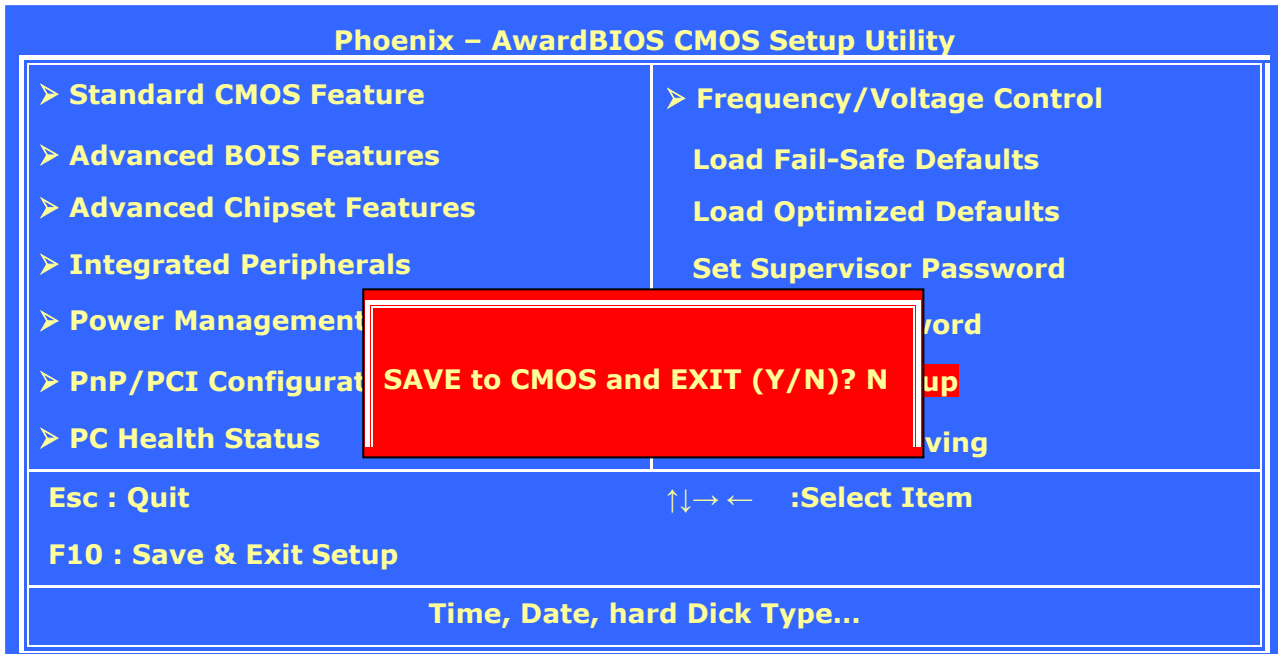 Phoenix – AwardBIOS CMOS Setup Utility
➢ Standard CMOS Feature
➢ Advanced BOIS Features
➢ Advanced Chipset Features
➢ Integrated Peripherals
➢ Power Management
➢ PnP/PCI Configurat
➢ PC Health Status
➢ Frequency/Voltage Control
Load Fail-Safe Defaults
Load Optimized Defaults
Set Supervisor Password
word
up
ving
SAVE to CMOS and EXIT (Y/N)? N
Esc : Quit
↑↓→ ← :Select Item
F10 : Save & Exit Setup
Time, Date, hard Dick Type...